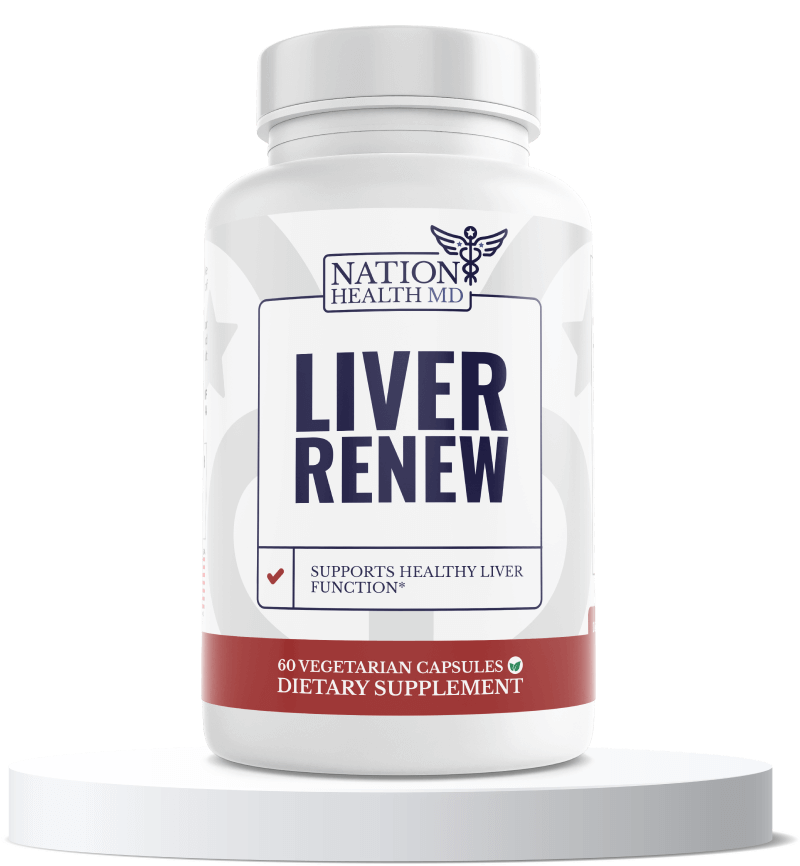 NATION
HEALTH MD
LIVER
RENEW
SUPPORTS HEALTHY LIVER
FUNCTION*
60 VEGETARIAN CAPSULES
DIETARY SUPPLEMENT